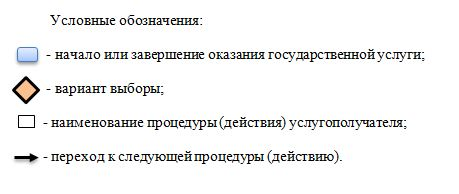 Условные обозначения:
- начало или завершение оказания государственной услуги;
- вариант выборы;
- наименование процедуры (действия) услугополучателя;
- переход к следующей процедуры (действию).